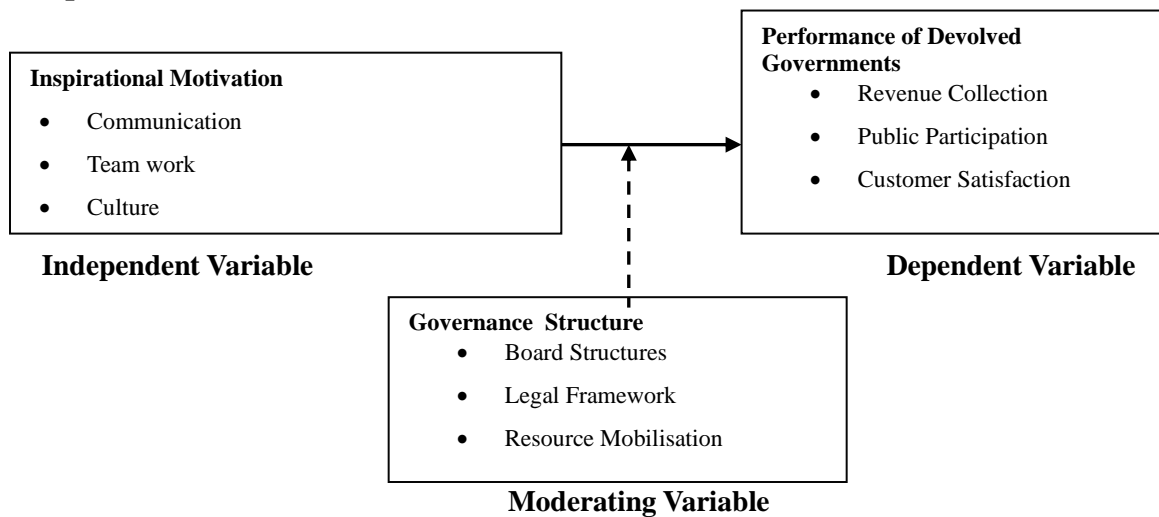 Inspirational Motivation
• Communication
• Team work
• Culture
Independent Variable
Performance of Devolved
Governments
• Revenue Collection
• Public Participation
• Customer Satisfaction
Dependent Variable
Governance Structure
• Board Structures
• Legal Framework
• Resource Mobilisation
Moderating Variable